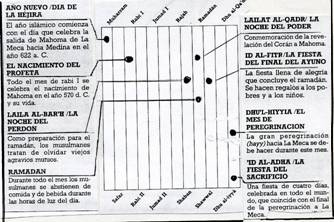 AÑO NUEVO /DIA DE
LA HEJIRA
El año islámico comienza
con el día que celebra la
salida de Mahoma de La
Meca hacia Medina en el
año 622 a. C.
EL NACIMIENTO DEL
PROFETA
Todo el mes de rabi I se
celebra el nacimiento de
Mahoma en el año 570 d. C.
y su vida.
LAILA AL-BAR'H /LA
NOCHE DEL
PERDON
Como preparación para el
ramadán, los musulmanes
tratan de olvidar viejos
agravios mutuos.
RAMADAN
Durante todo el mes los mu-
sulmanes se abstienen de
comida y de bebida durante
las horas de luz del día.
Muharram
Rabi I
Jumad I
Rajab
Ramadán
Dhu al-Qi'dah
Safar
Rabi II
Jumad II
Shaban
Shawwal
LAILAT AL-QADR/ LA
NOCHE DEL PODER
Conmemoración de la reve-
lación del Corán a Mahoma.
ID AL-FITR/ LA FIESTA
DEL FINAL DEL AYUNO
La fiesta llena de alegría
que concluye el ramadán.
Se hacen regalos a los po-
bres y a los niños.
DHU'L-HIYYIA /EL
MES DE
PEREGRINACION
La gran peregrinación
(hayy) hacia La Meca se de-
be hacer durante este mes.
'ID AL-ADHA /LA
FIESTA DEL
SACRIFICIO
Una fiesta de cuatro días,
celebrada en todo el mun-
do, que coincide con el final
de la peregrinación a La
Meca.